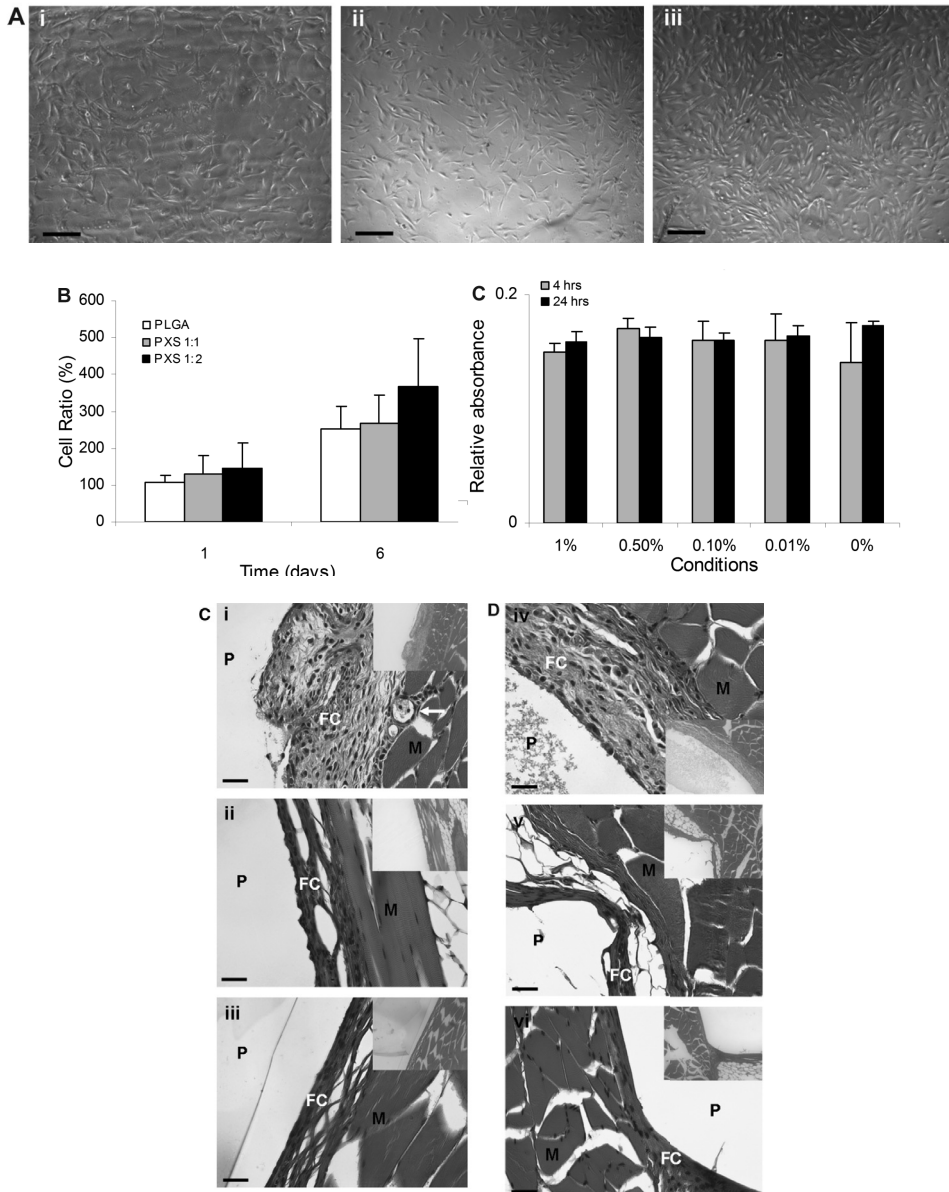 A i ii iii
B
600
500
400
300
200
100
0
Cell Ratio (%)
PLGA
PXS 1:1
PXS 1:2
1 6
Time (days)
C
4 hrs
24 hrs
0.2
0
Relative absorbance
1% 0.50% 0.10% 0.01% 0%
Conditions
C i
P
FC
M
ii
P
FC
M
iii
P
FC
M
D iv
FC
M
P
v
M
P
FC
vi
P
M
FC